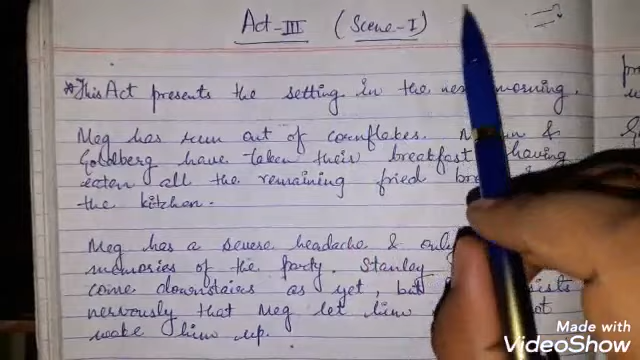 Act-III (Scene-I)
*This Act presents the setting in the morning.
Meg has run out of cornflakes. &
Goldberg have taken their breakfast having
eaten all the remaining fried
the kitchen.
Meg has a severe headache & only
memories of the party. Stanley
come downstairs as yet, but
nervously that Meg let him not
wake him up.
Made with
VideoShow